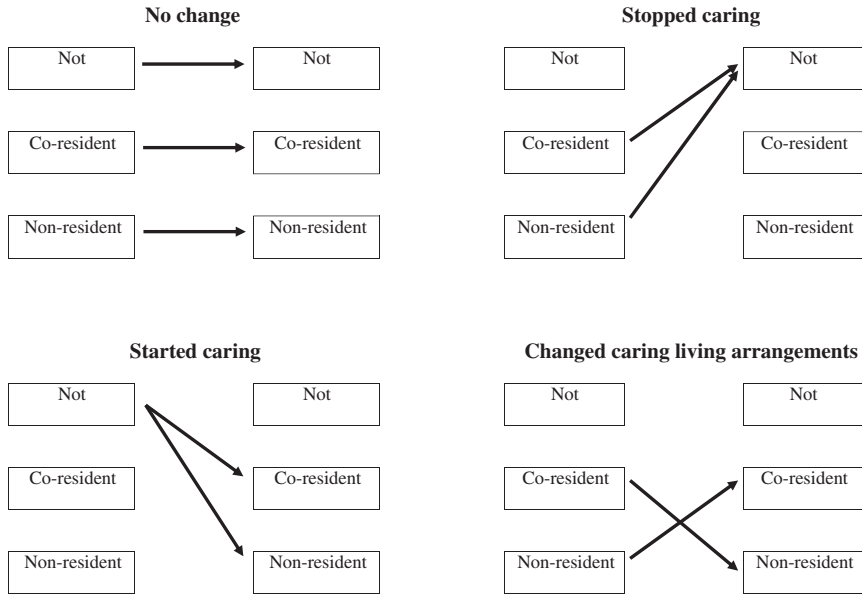 No change
Not
Not
Co-resident
Co-resident
Non-resident
Non-resident
Stopped caring
Not
Not
Co-resident
Co-resident
Non-resident
Non-resident
Started caring
Not
Not
Co-resident
Co-resident
Non-resident
Non-resident
Changed caring living arrangements
Not
Not
Co-resident
Co-resident
Non-resident
Non-resident